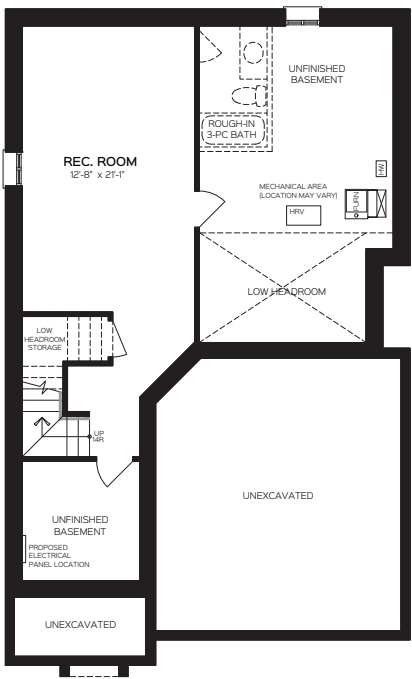 UNFINISHED
BASEMENT
ROUGH-IN
3-PC BATH
REC. ROOM
12'-8" x 21'-1"
HW
MECHANICAL AREA
(LOCATION MAY VARY)
FURN
HRV
LOW HEADROOM
LOW
HEADROOM
STORAGE
UP
14R
UNEXCAVATED
UNFINISHED
BASEMENT
PROPOSED
ELECTRICAL
PANEL LOCATION
UNEXCAVATED